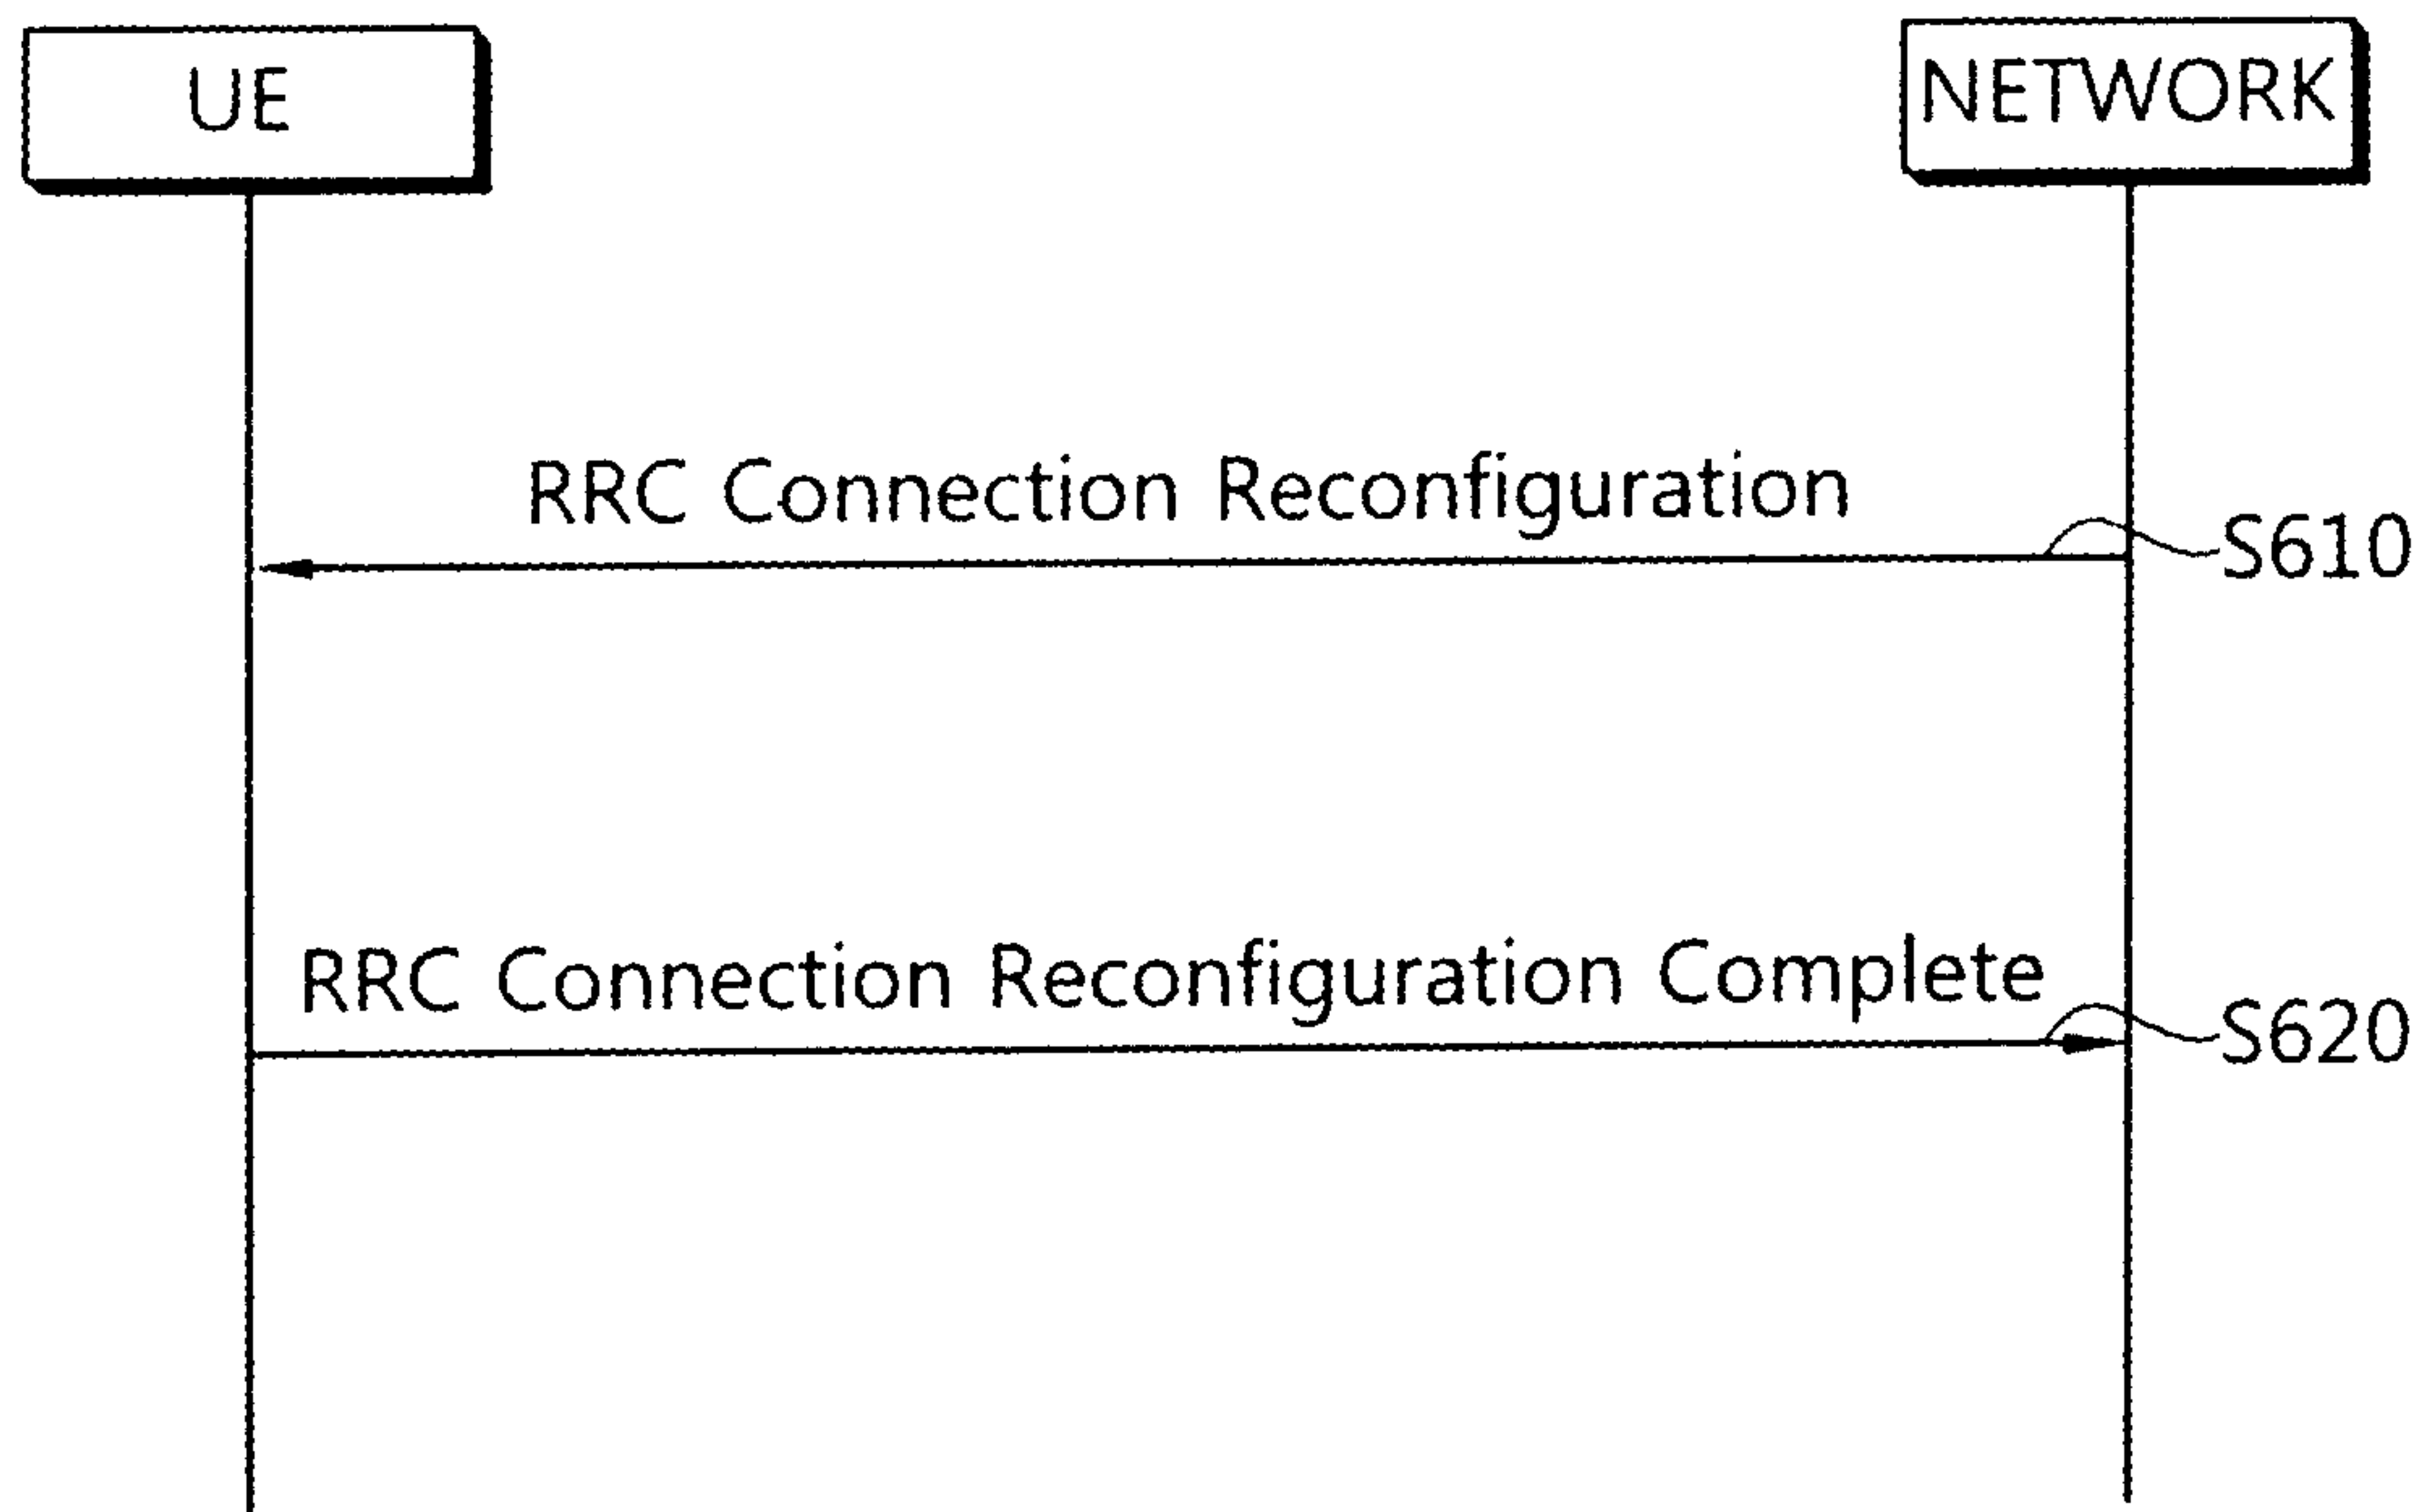 UE
NETWORK
RRC Connection Reconfiguration
S610
RRC Connection Reconfiguration Complete
S620